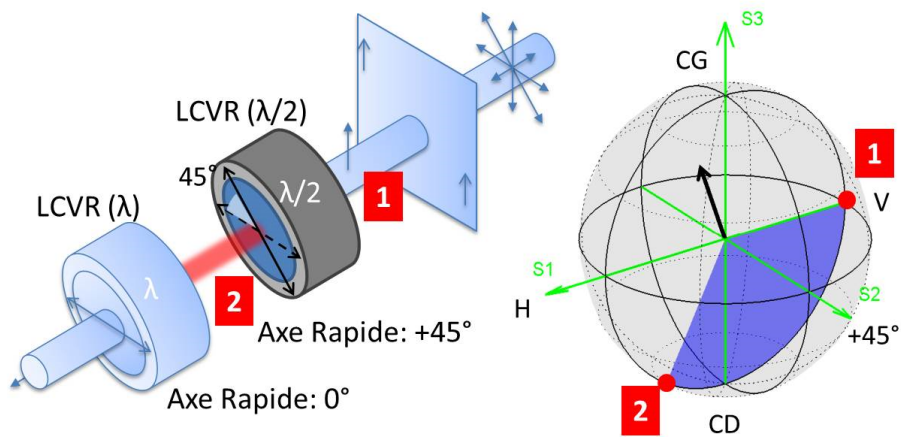 LCVR (λ/2)
45°
λ/2
1
LCVR (λ)
λ
2
Axe Rapide: +45°
Axe Rapide: 0°
S3
CG
1
V
S1
H
S2
+45°
2
CD